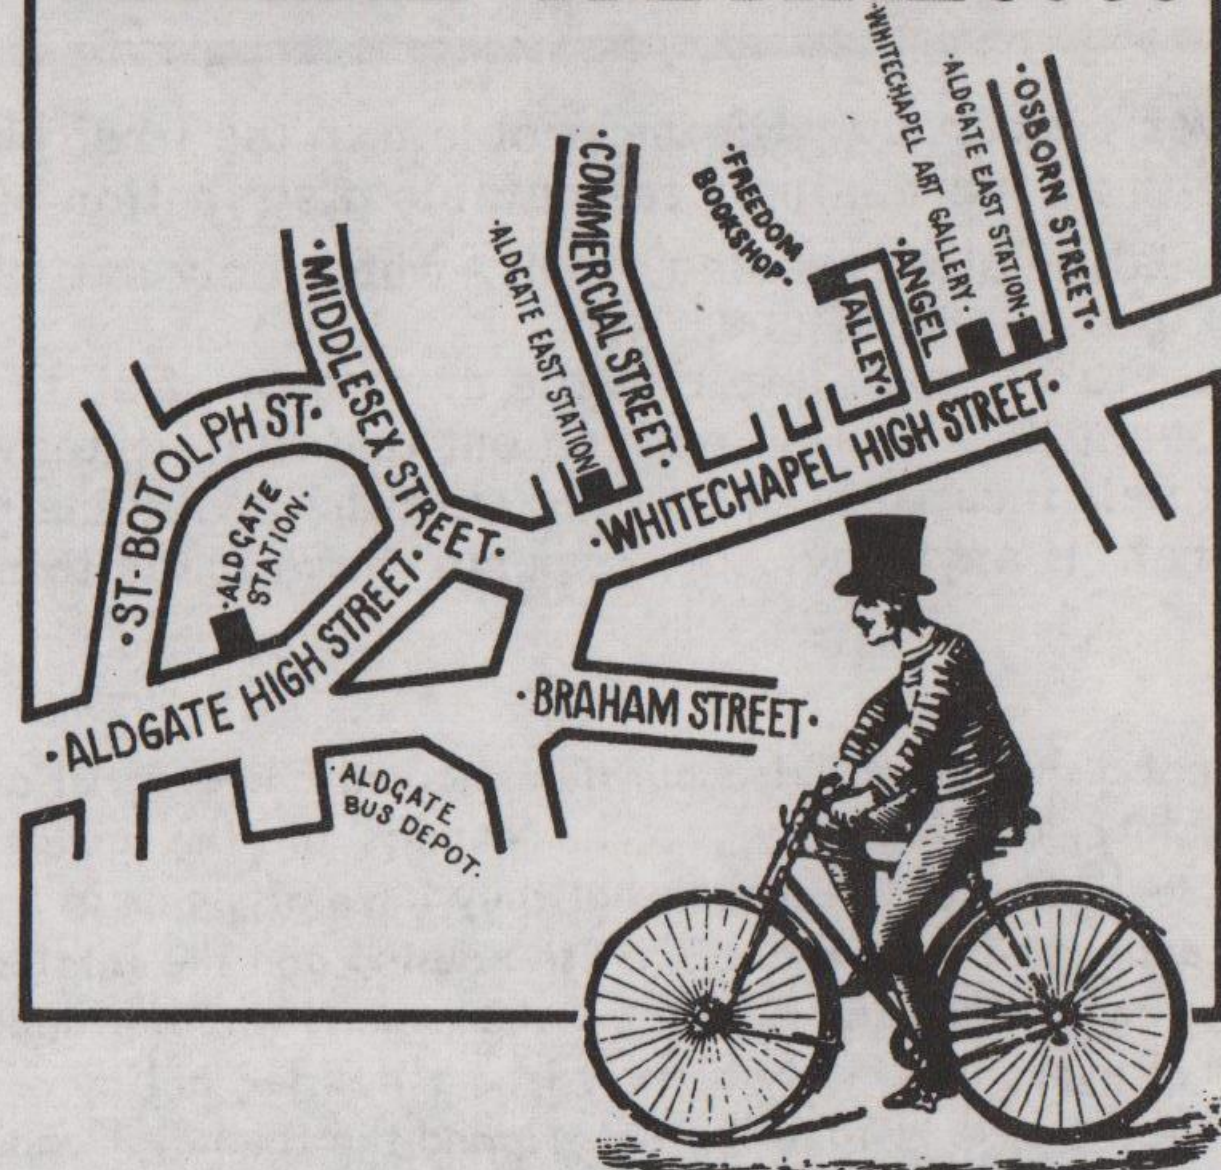 ·WHITECHAPEL ART GALLERY·
·ALDGATE EAST STATION·
·OSBORN STREET·
·FREEDOM
BOOKSHOP·
·COMMERCIAL STREET·
·ANGEL
ALLEY·
·ALDGATE EAST STATION
·MIDDLESEX STREET·
·ST·BOTOLPH ST·
·ALDGATE
STATION.
·WHITECHAPEL HIGH STREET·
·ALDGATE HIGH STREET·
·BRAHAM STREET·
·ALDGATE
BUS DEPOT.